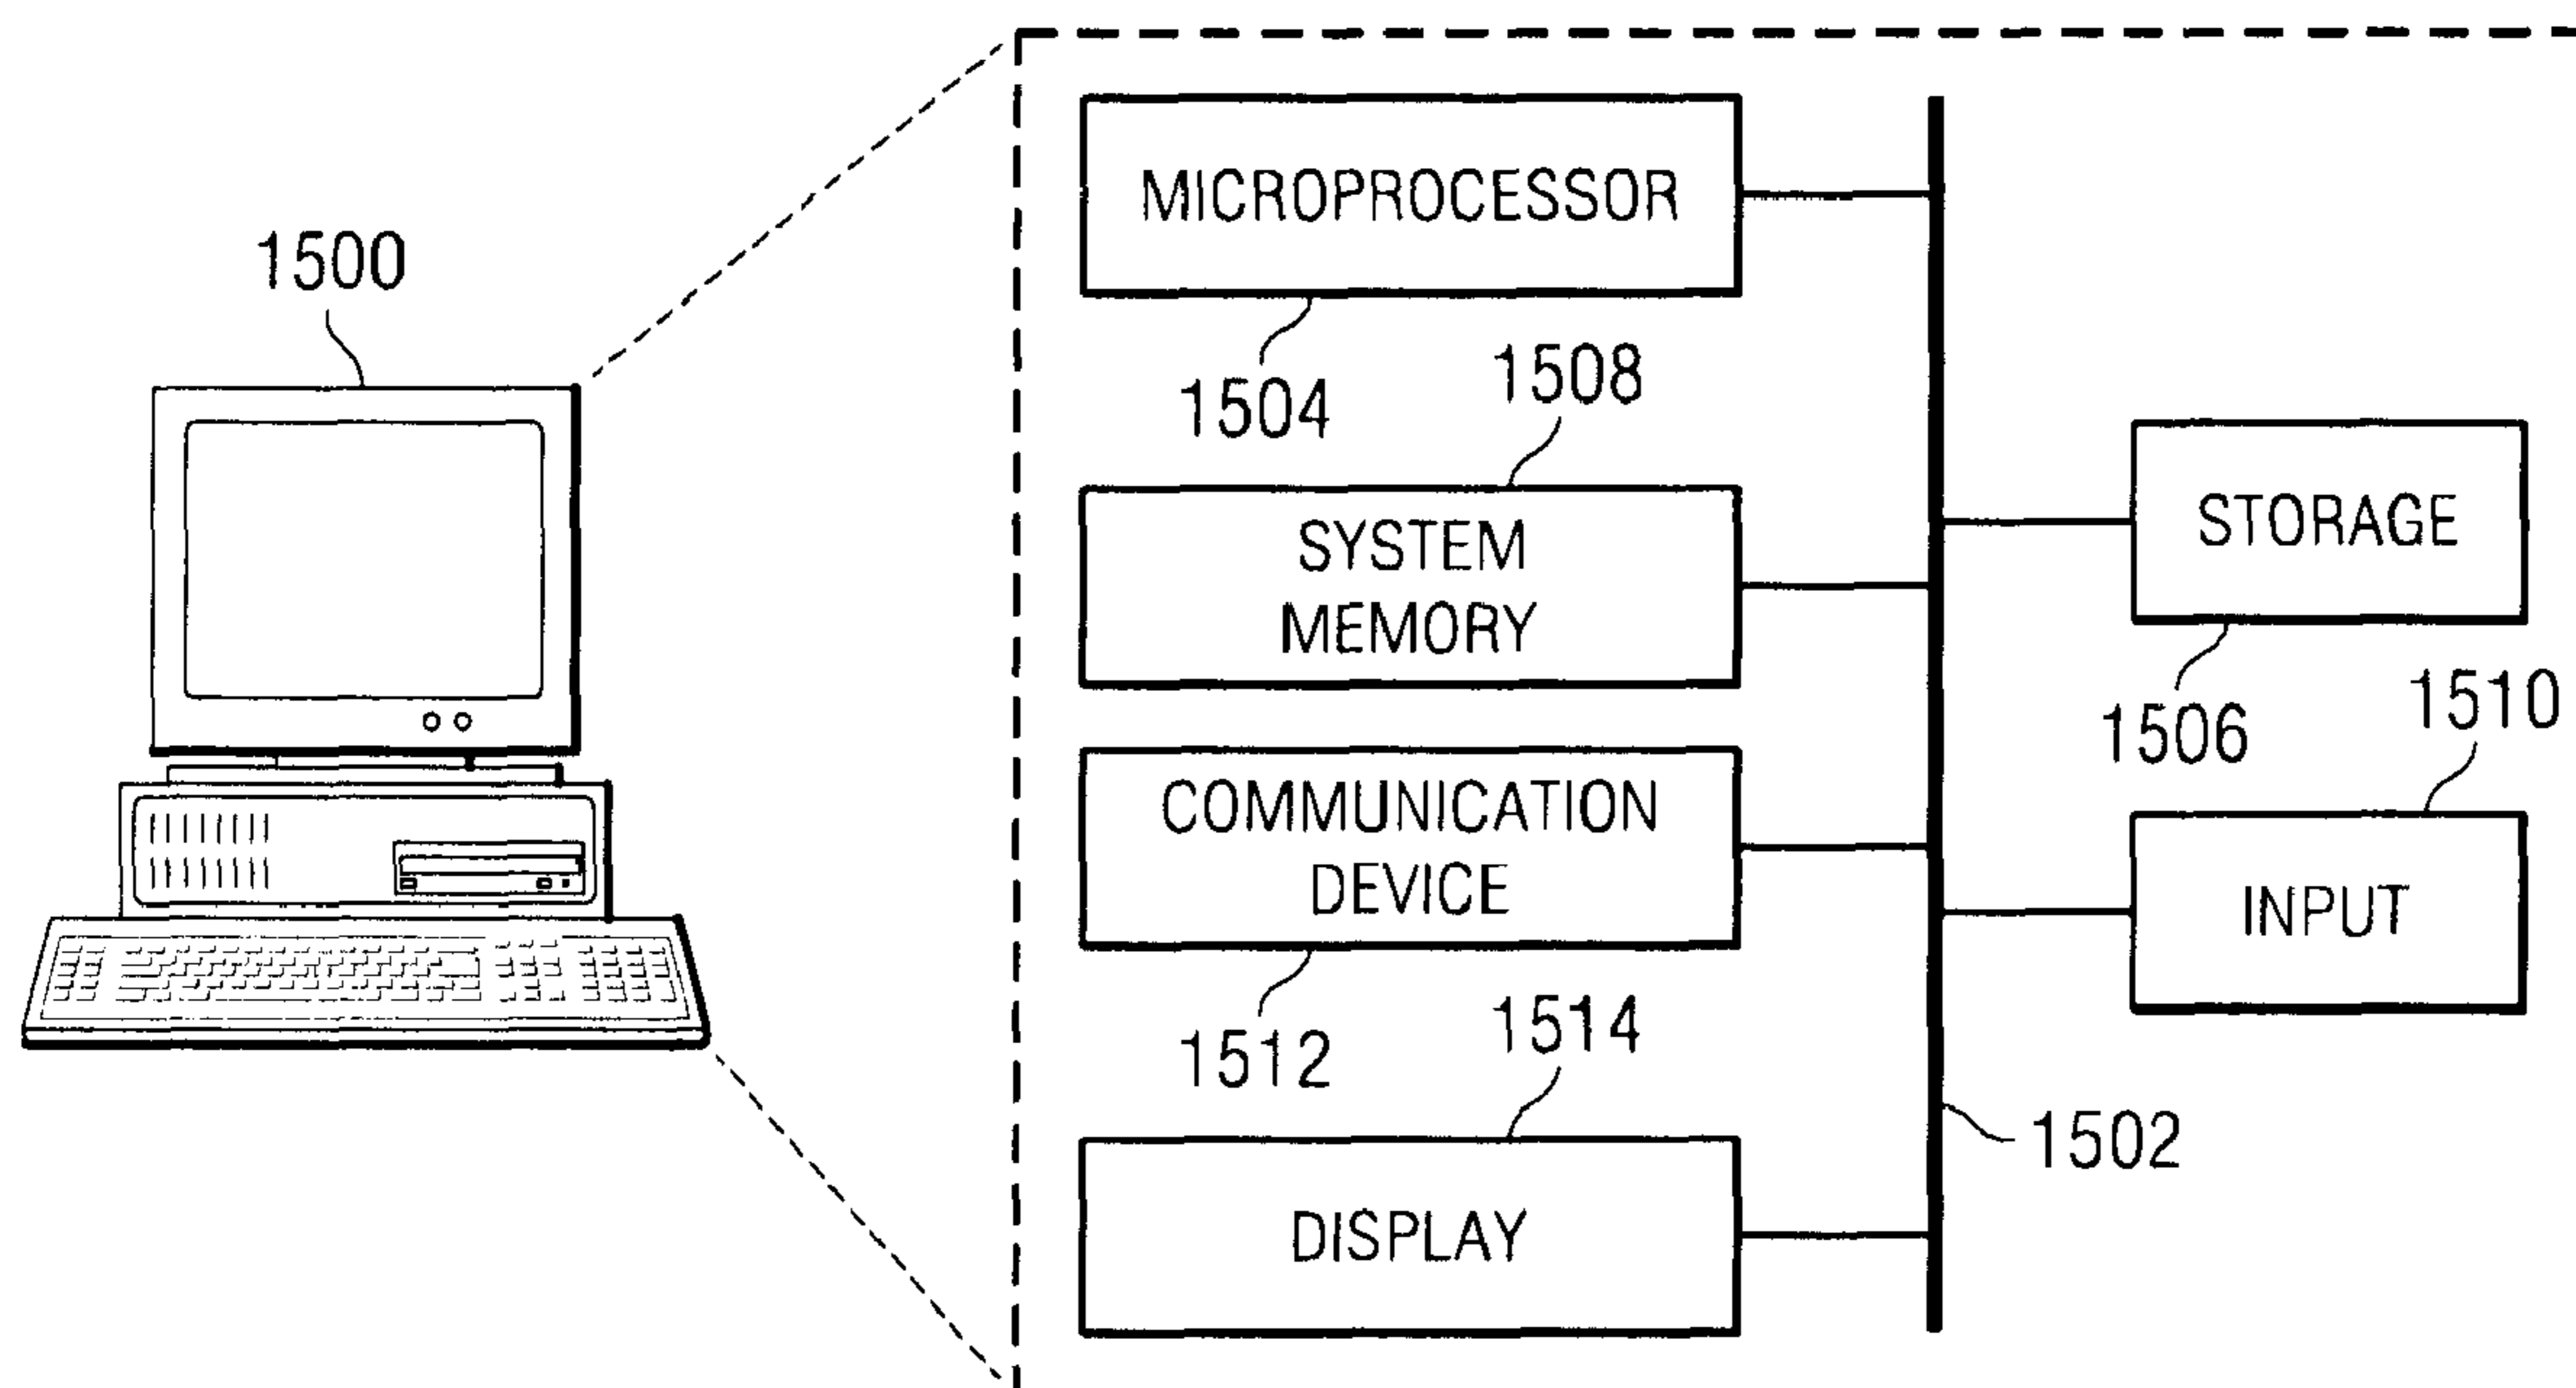 1500
MICROPROCESSOR
1504
1508
SYSTEM
MEMORY
STORAGE
1506
1510
COMMUNICATION
DEVICE
INPUT
1512
1514
1502
DISPLAY